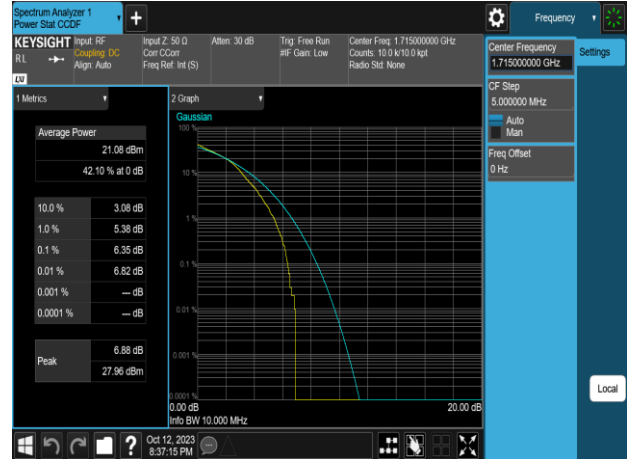 Spectrum Analyzer 1
Power Stat CCDF
Frequency
KEYSIGHT
Input: RF
Coupling: DC
Align: Auto
Input Z: 50 Ω
Corr CCorr
Freq Ref: Int (S)
Atten: 30 dB
Trig: Free Run
#IF Gain: Low
Center Freq: 1.715000000 GHz
Counts: 10.0 k/10.0 kpt
Radio Std: None
R L
LXI
Center Frequency
1.715000000 GHz
Settings
CF Step
5.000000 MHz
Auto
Man
Freq Offset
0 Hz
1 Metrics
Average Power
21.08 dBm
42.10 % at 0 dB
10.0 % 3.08 dB
1.0 % 5.38 dB
0.1 % 6.35 dB
0.01 % 6.82 dB
0.001 % --- dB
0.0001 % --- dB
Peak
6.88 dB
27.96 dBm
2 Graph
Gaussian
100 %
10 %
1 %
0.1 %
0.01 %
0.001 %
0.0001 %
0.00 dB 20.00 dB
Info BW 10.000 MHz
Local
?
Oct 12, 2023
8:37:15 PM